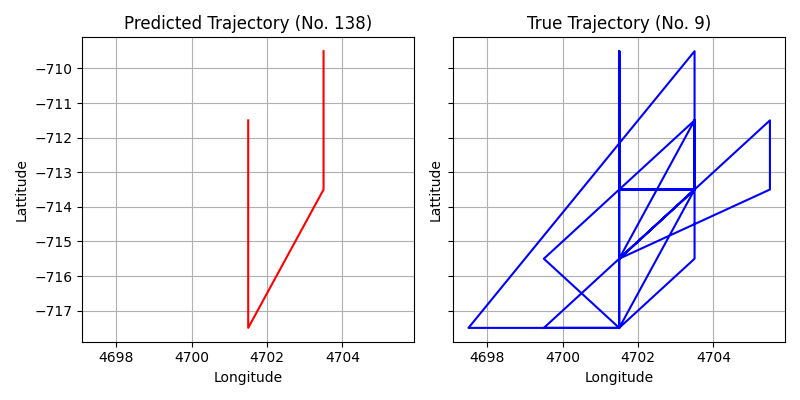 Predicted Trajectory (No. 138)
True Trajectory (No. 9)
Lattitude
−710
−711
−712
−713
−714
−715
−716
−717
4698 4700 4702 4704
Longitude
Lattitude
4698 4700 4702 4704
Longitude